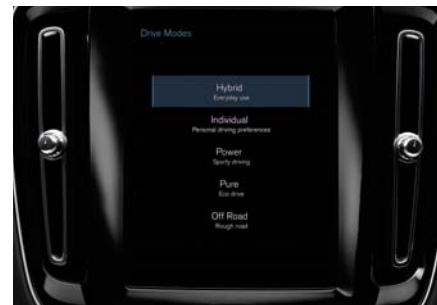 Drive Modes
Hybrid
Everyday use
Individual
Personal driving preferences
Power
Sporty driving
Pure
Eco drive
Off Road
Rough road